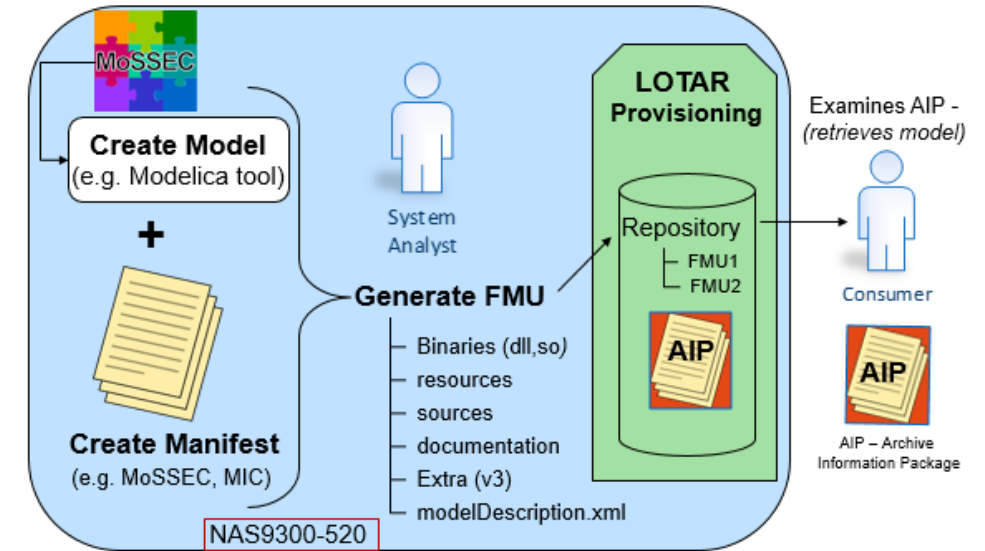 MoSSEC
Create Model
(e.g. Modelica tool)
+
Create Manifest
(e.g. MoSSEC, MIC)
NAS9300-520
System
Analyst
Generate FMU
Binaries (dll,so)
resources
sources
documentation
Extra (v3)
modelDescription.xml
LOTAR
Provisioning
Repository
FMU1
FMU2
AIP
Examines AIP -
(retrieves model)
Consumer
AIP
AIP – Archive
Information Package